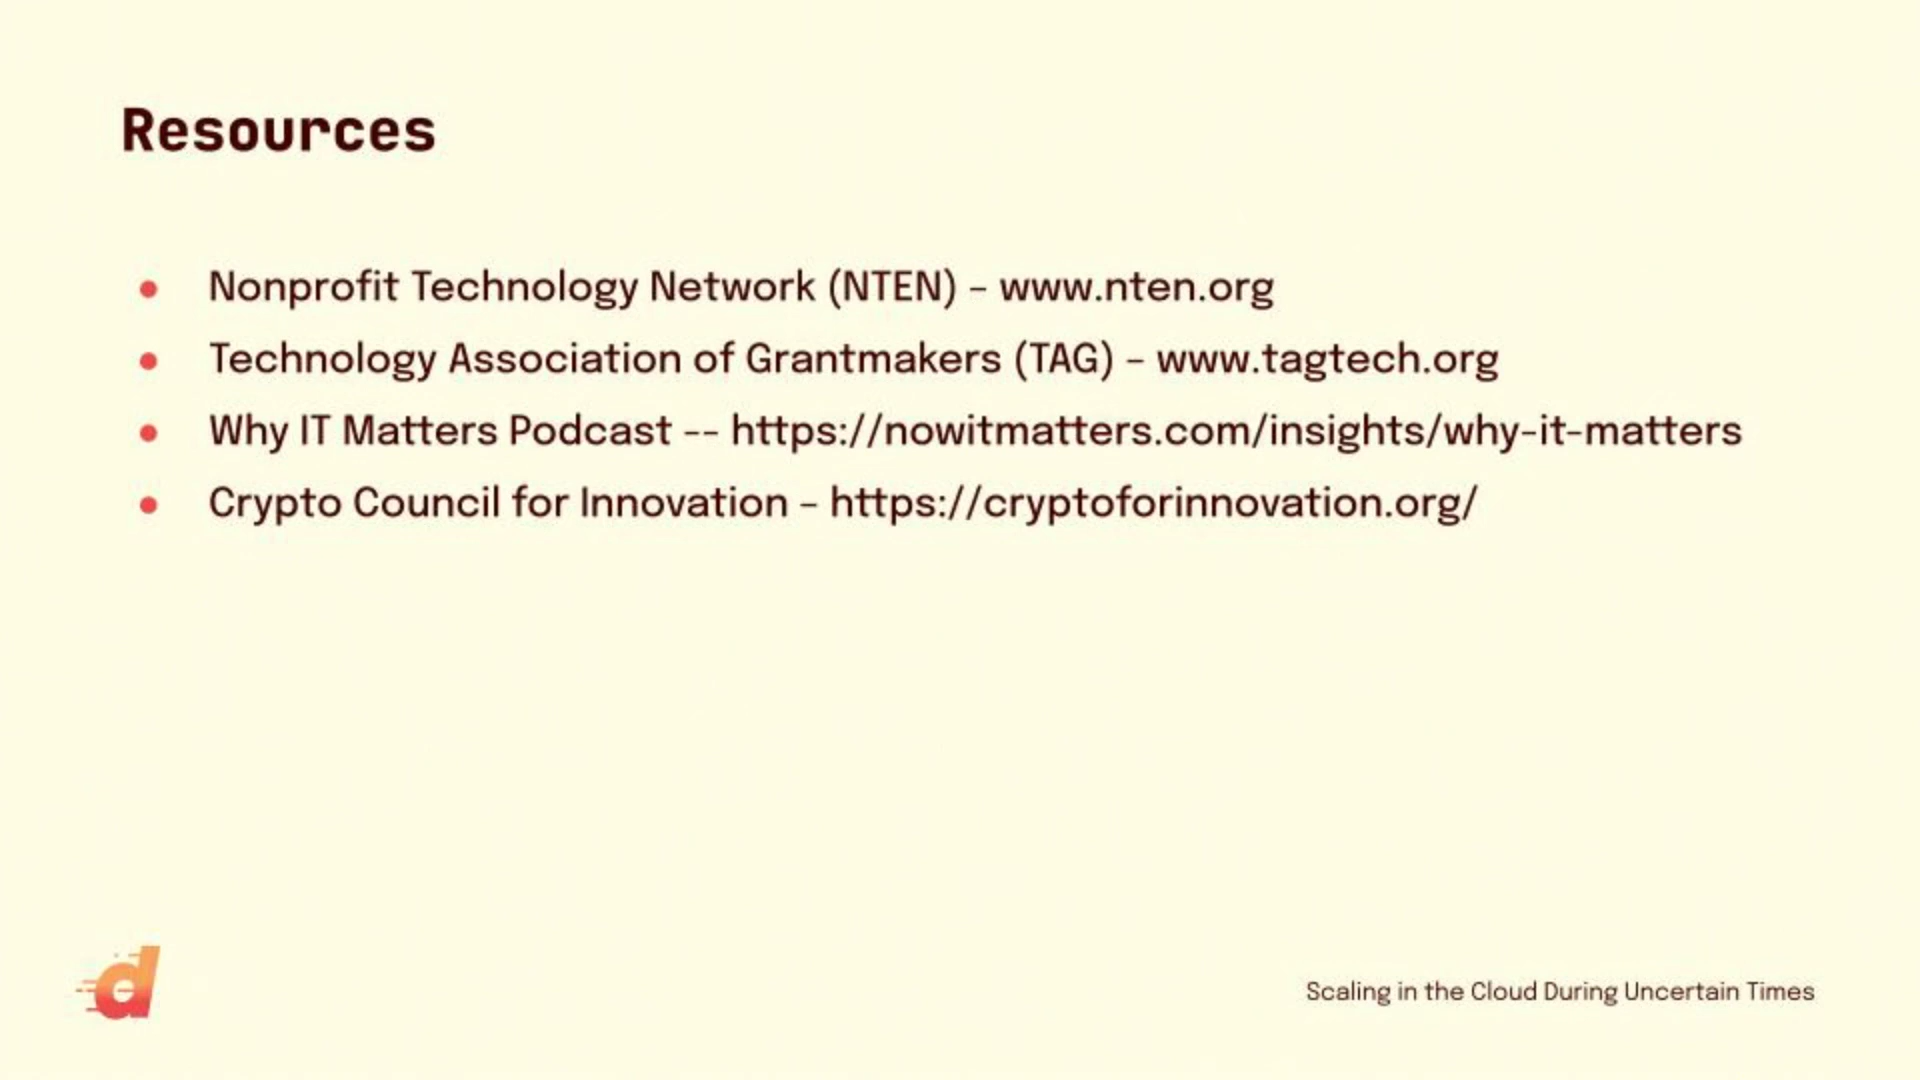 Resources
• Nonprofit Technology Network (NTEN) – www.nten.org
• Technology Association of Grantmakers (TAG) – www.tagtech.org
• Why IT Matters Podcast -- https://nowitmatters.com/insights/why-it-matters
• Crypto Council for Innovation – https://cryptoforinnovation.org/
d
Scaling in the Cloud During Uncertain Times